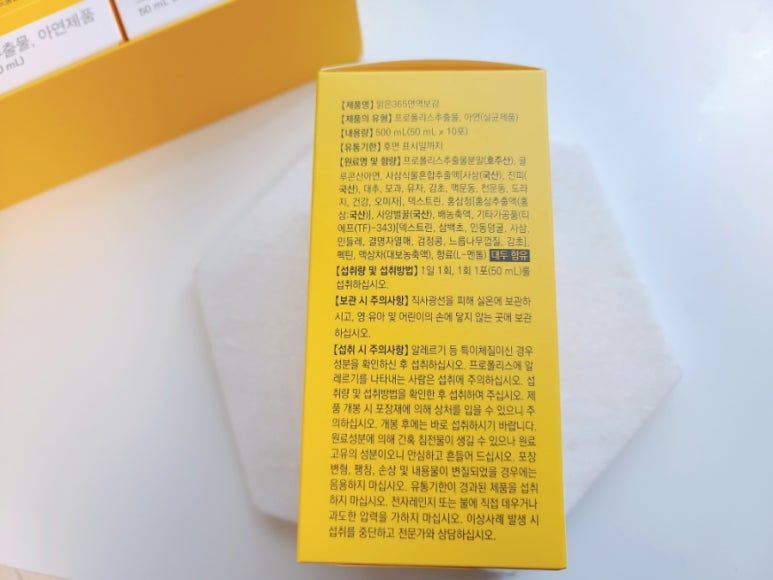 추출물, 아연제품
0 mL)
50 mL
【제품명】 맑은365면역보감
【제품의 유형】 프로폴리스추출물, 아연(살균제품)
【내용량】 500 mL(50 mL x 10포)
【유통기한】 후면 표시일까지
【원료명 및 함량】 프로폴리스추출물분말(호주산), 글
루콘산아연, 사삼식물혼합추출액[사삼(국산), 진피(
국산), 대추, 모과, 유자, 감초, 맥문동, 천문동, 도라
지, 건강, 오미자], 덱스트린, 홍삼청[홍삼추출액(홍
삼:국산)], 사양벌꿀(국산), 배농축액, 기타가공품(티
에프(TF)-343)[덱스트린, 삼백초, 인동덩굴, 사삼,
민들레, 결명자열매, 검정콩, 느릅나무껍질, 감초],
펙틴, 액상차(대보농축액), 향료(L-멘톨) 대두 함유
【섭취량 및 섭취방법】 1일 1회, 1회 1포(50 mL)를
섭취하십시오.
【보관 시 주의사항】 직사광선을 피해 실온에 보관하
시고, 영·유아 및 어린이의 손에 닿지 않는 곳에 보관
하십시오.
【섭취 시 주의사항】 알레르기 등 특이체질이신 경우
성분을 확인하신 후 섭취하십시오. 프로폴리스에 알
레르기를 나타내는 사람은 섭취에 주의하십시오. 섭
취량 및 섭취방법을 확인한 후 섭취하여 주십시오. 제
품 개봉 시 포장재에 의해 상처를 입을 수 있으니 주
의하십시오. 개봉 후에는 바로 섭취하시기 바랍니다.
원료성분에 의해 간혹 침전물이 생길 수 있으나 원료
고유의 성분이오니 안심하고 흔들어 드십시오. 포장
변형, 팽창, 손상 및 내용물이 변질되었을 경우에는
음용하지 마십시오. 유통기한이 경과된 제품을 섭취
하지 마십시오. 전자레인지 또는 불에 직접 데우거나
과도한 압력을 가하지 마십시오. 이상사례 발생 시
섭취를 중단하고 전문가와 상담하십시오.